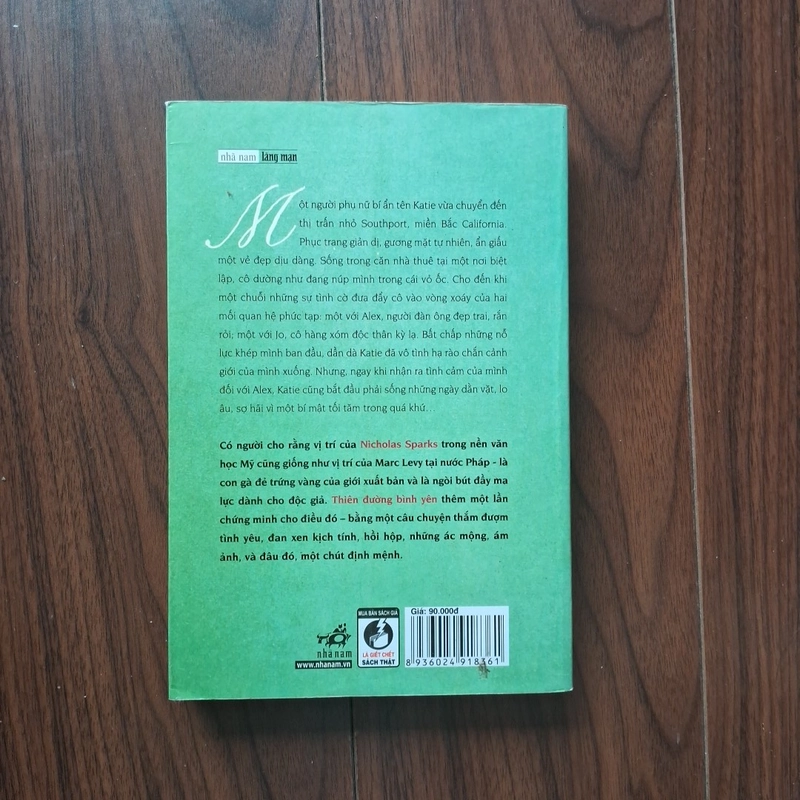 nhã nam lãng mạn
Một người phụ nữ bí ẩn tên Katie vừa chuyển đến
thị trấn nhỏ Southport, miền Bắc California.
Phục trang giản dị, gương mặt tự nhiên, ẩn giấu
một vẻ đẹp dịu dàng. Sống trong căn nhà thuê tại một nơi biệt
lập, cô dường như đang núp mình trong cái vỏ ốc. Cho đến khi
một chuỗi những sự tình cờ đưa đẩy cô vào vòng xoáy của hai
mối quan hệ phức tạp: một với Alex, người đàn ông đẹp trai, rắn
rỏi; một với Jo, cô hàng xóm độc thân kỳ lạ. Bất chấp những nỗ
lực khép mình ban đầu, dần dà Katie đã vô tình hạ rào chắn cảnh
giới của mình xuống. Nhưng, ngay khi nhận ra tình cảm của mình
đối với Alex, Katie cũng bắt đầu phải sống những ngày dằn vặt, lo
âu, sợ hãi vì một bí mật tối tăm trong quá khứ...
Có người cho rằng vị trí của Nicholas Sparks trong nền văn
học Mỹ cũng giống như vị trí của Marc Levy tại nước Pháp - là
con gà đẻ trứng vàng của giới xuất bản và là ngòi bút đầy ma
lực dành cho độc giả. Thiên đường bình yên thêm một lần
chứng minh cho điều đó – bằng một câu chuyện thắm đượm
tình yêu, đan xen kịch tính, hồi hộp, những ác mộng, ám
ảnh, và đâu đó, một chút định mệnh.
nhã nam
www.nhanam.vn
MUA BÁN SÁCH GIẢ
LÀ GIẾT CHẾT
SÁCH THẬT
Giá: 90.000đ
8 936024 918361